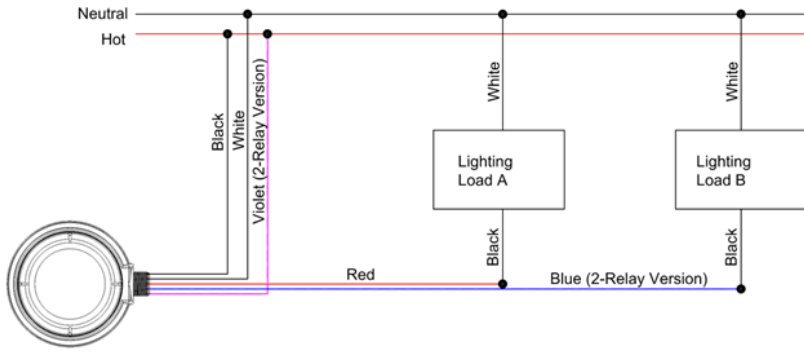 Neutral
Hot
Black
White
Violet (2-Relay Version)
White
White
Lighting
Load A
Lighting
Load B
Black
Black
Red
Blue (2-Relay Version)